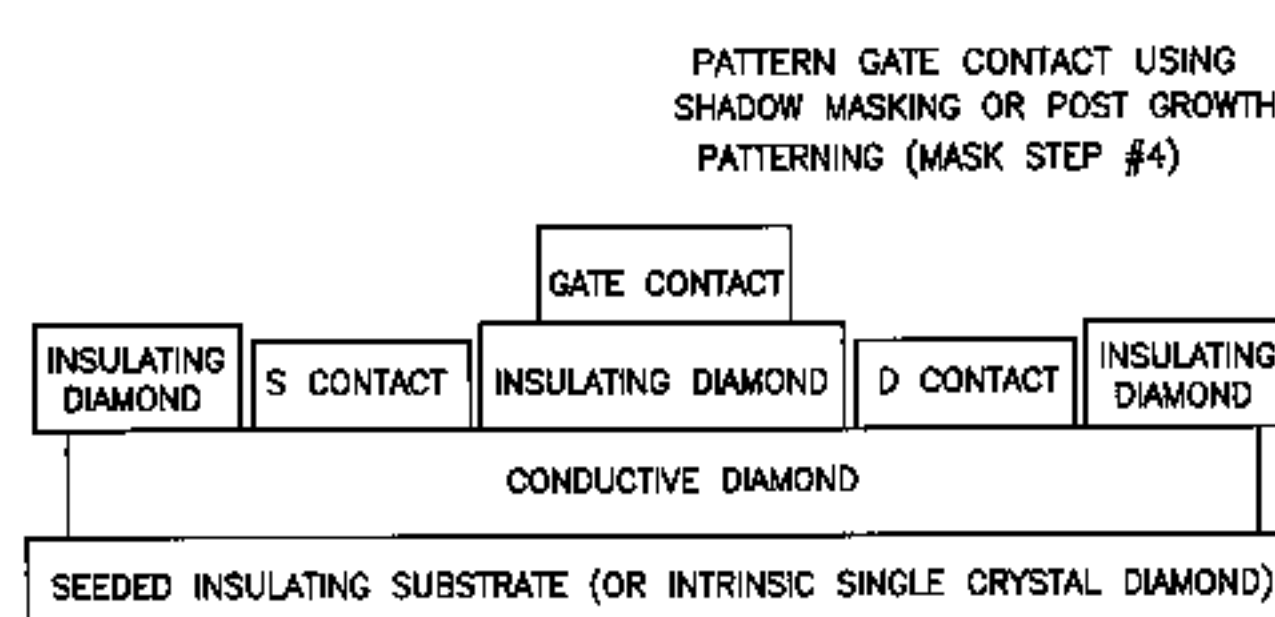 PATTERN GATE CONTACT USING
SHADOW MASKING OR POST GROWTH
PATTERNING (MASK STEP #4)
GATE CONTACT
INSULATING
DIAMOND
S CONTACT
INSULATING DIAMOND
D CONTACT
INSULATING
DIAMOND
CONDUCTIVE DIAMOND
SEEDED INSULATING SUBSTRATE (OR INTRINSIC SINGLE CRYSTAL DIAMOND)